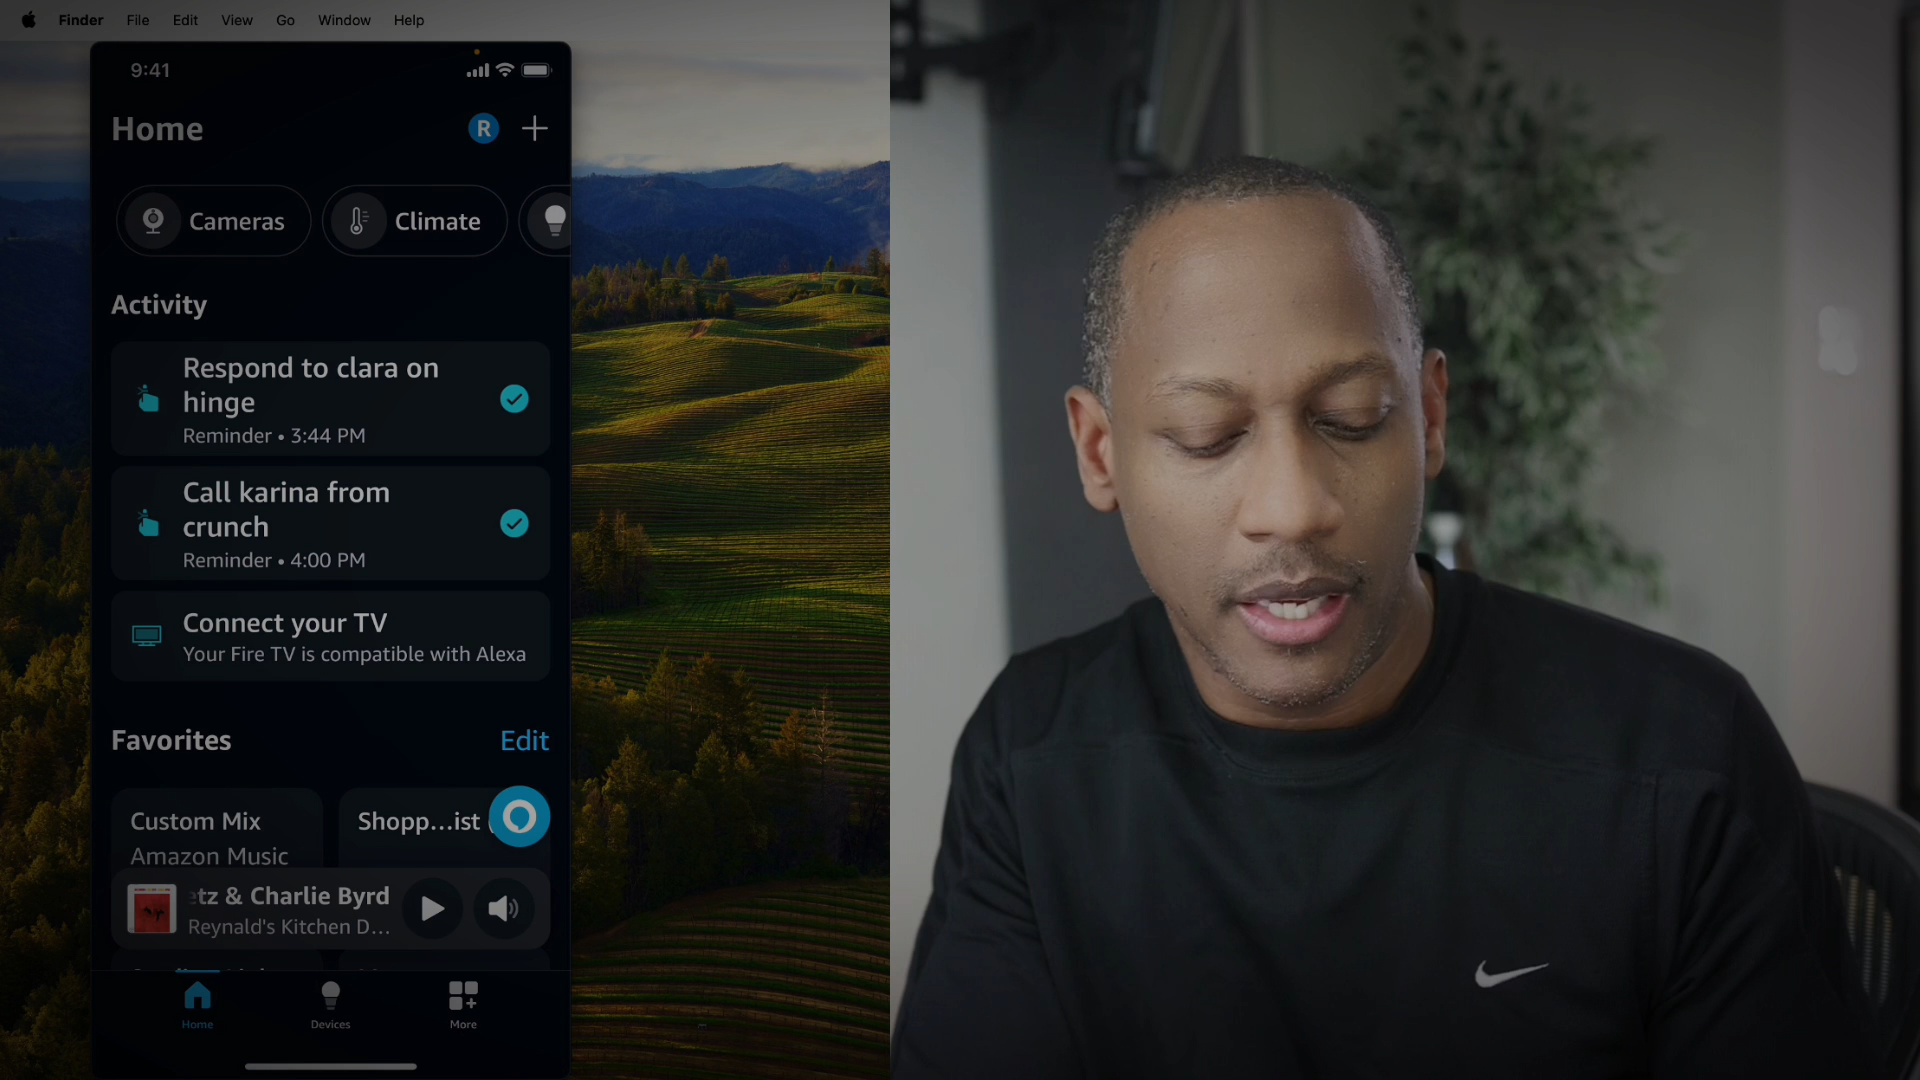 Finder File Edit View Go Window Help
9:41
Home
R
Cameras
Climate
Activity
Respond to clara on
hinge
Reminder • 3:44 PM
Call karina from
crunch
Reminder • 4:00 PM
Connect your TV
Your Fire TV is compatible with Alexa
Favorites
Edit
Custom Mix
Amazon Music
Shopp...ist
etz & Charlie Byrd
Reynald's Kitchen D...
Home
Devices
More